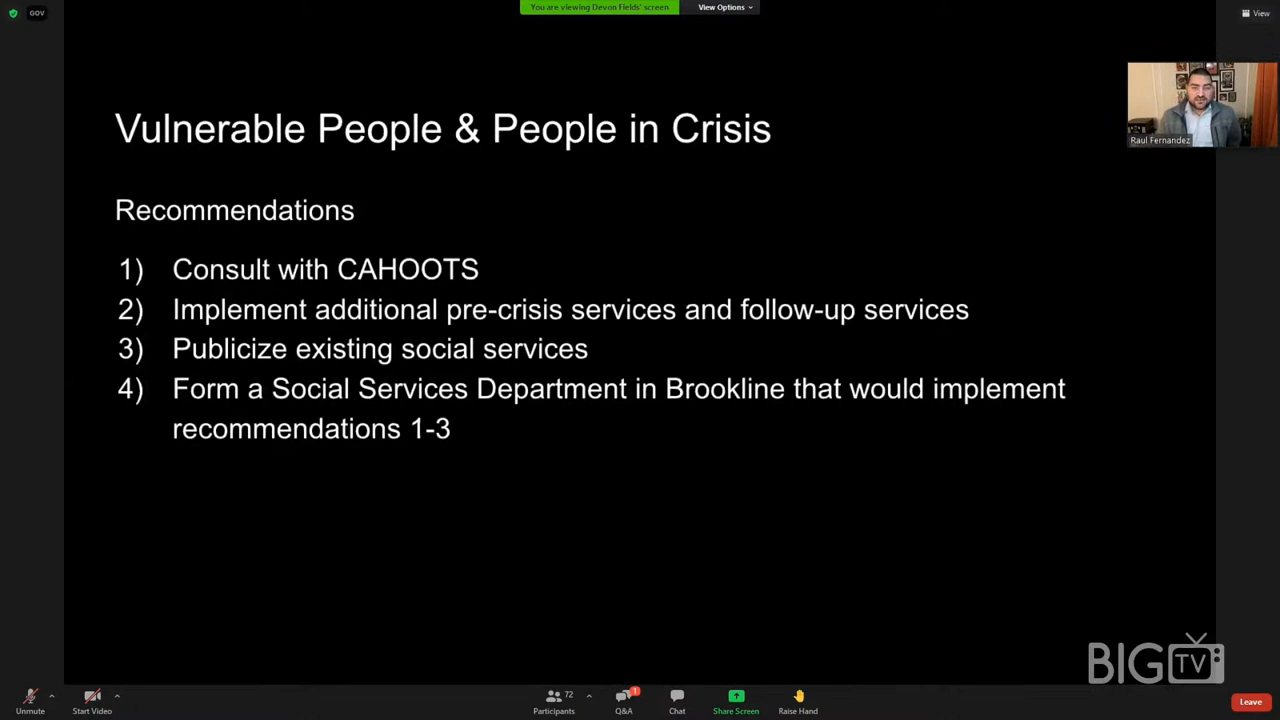 GOV
You are viewing Devon Fields' screen
View Options
View
Vulnerable People & People in Crisis
Raul Fernandez
Recommendations
1) Consult with CAHOOTS
2) Implement additional pre-crisis services and follow-up services
3) Publicize existing social services
4) Form a Social Services Department in Brookline that would implement
recommendations 1-3
BIG TV
Unmute
Start Video
72
Participants
1
Q&A
Chat
Share Screen
Raise Hand
Leave